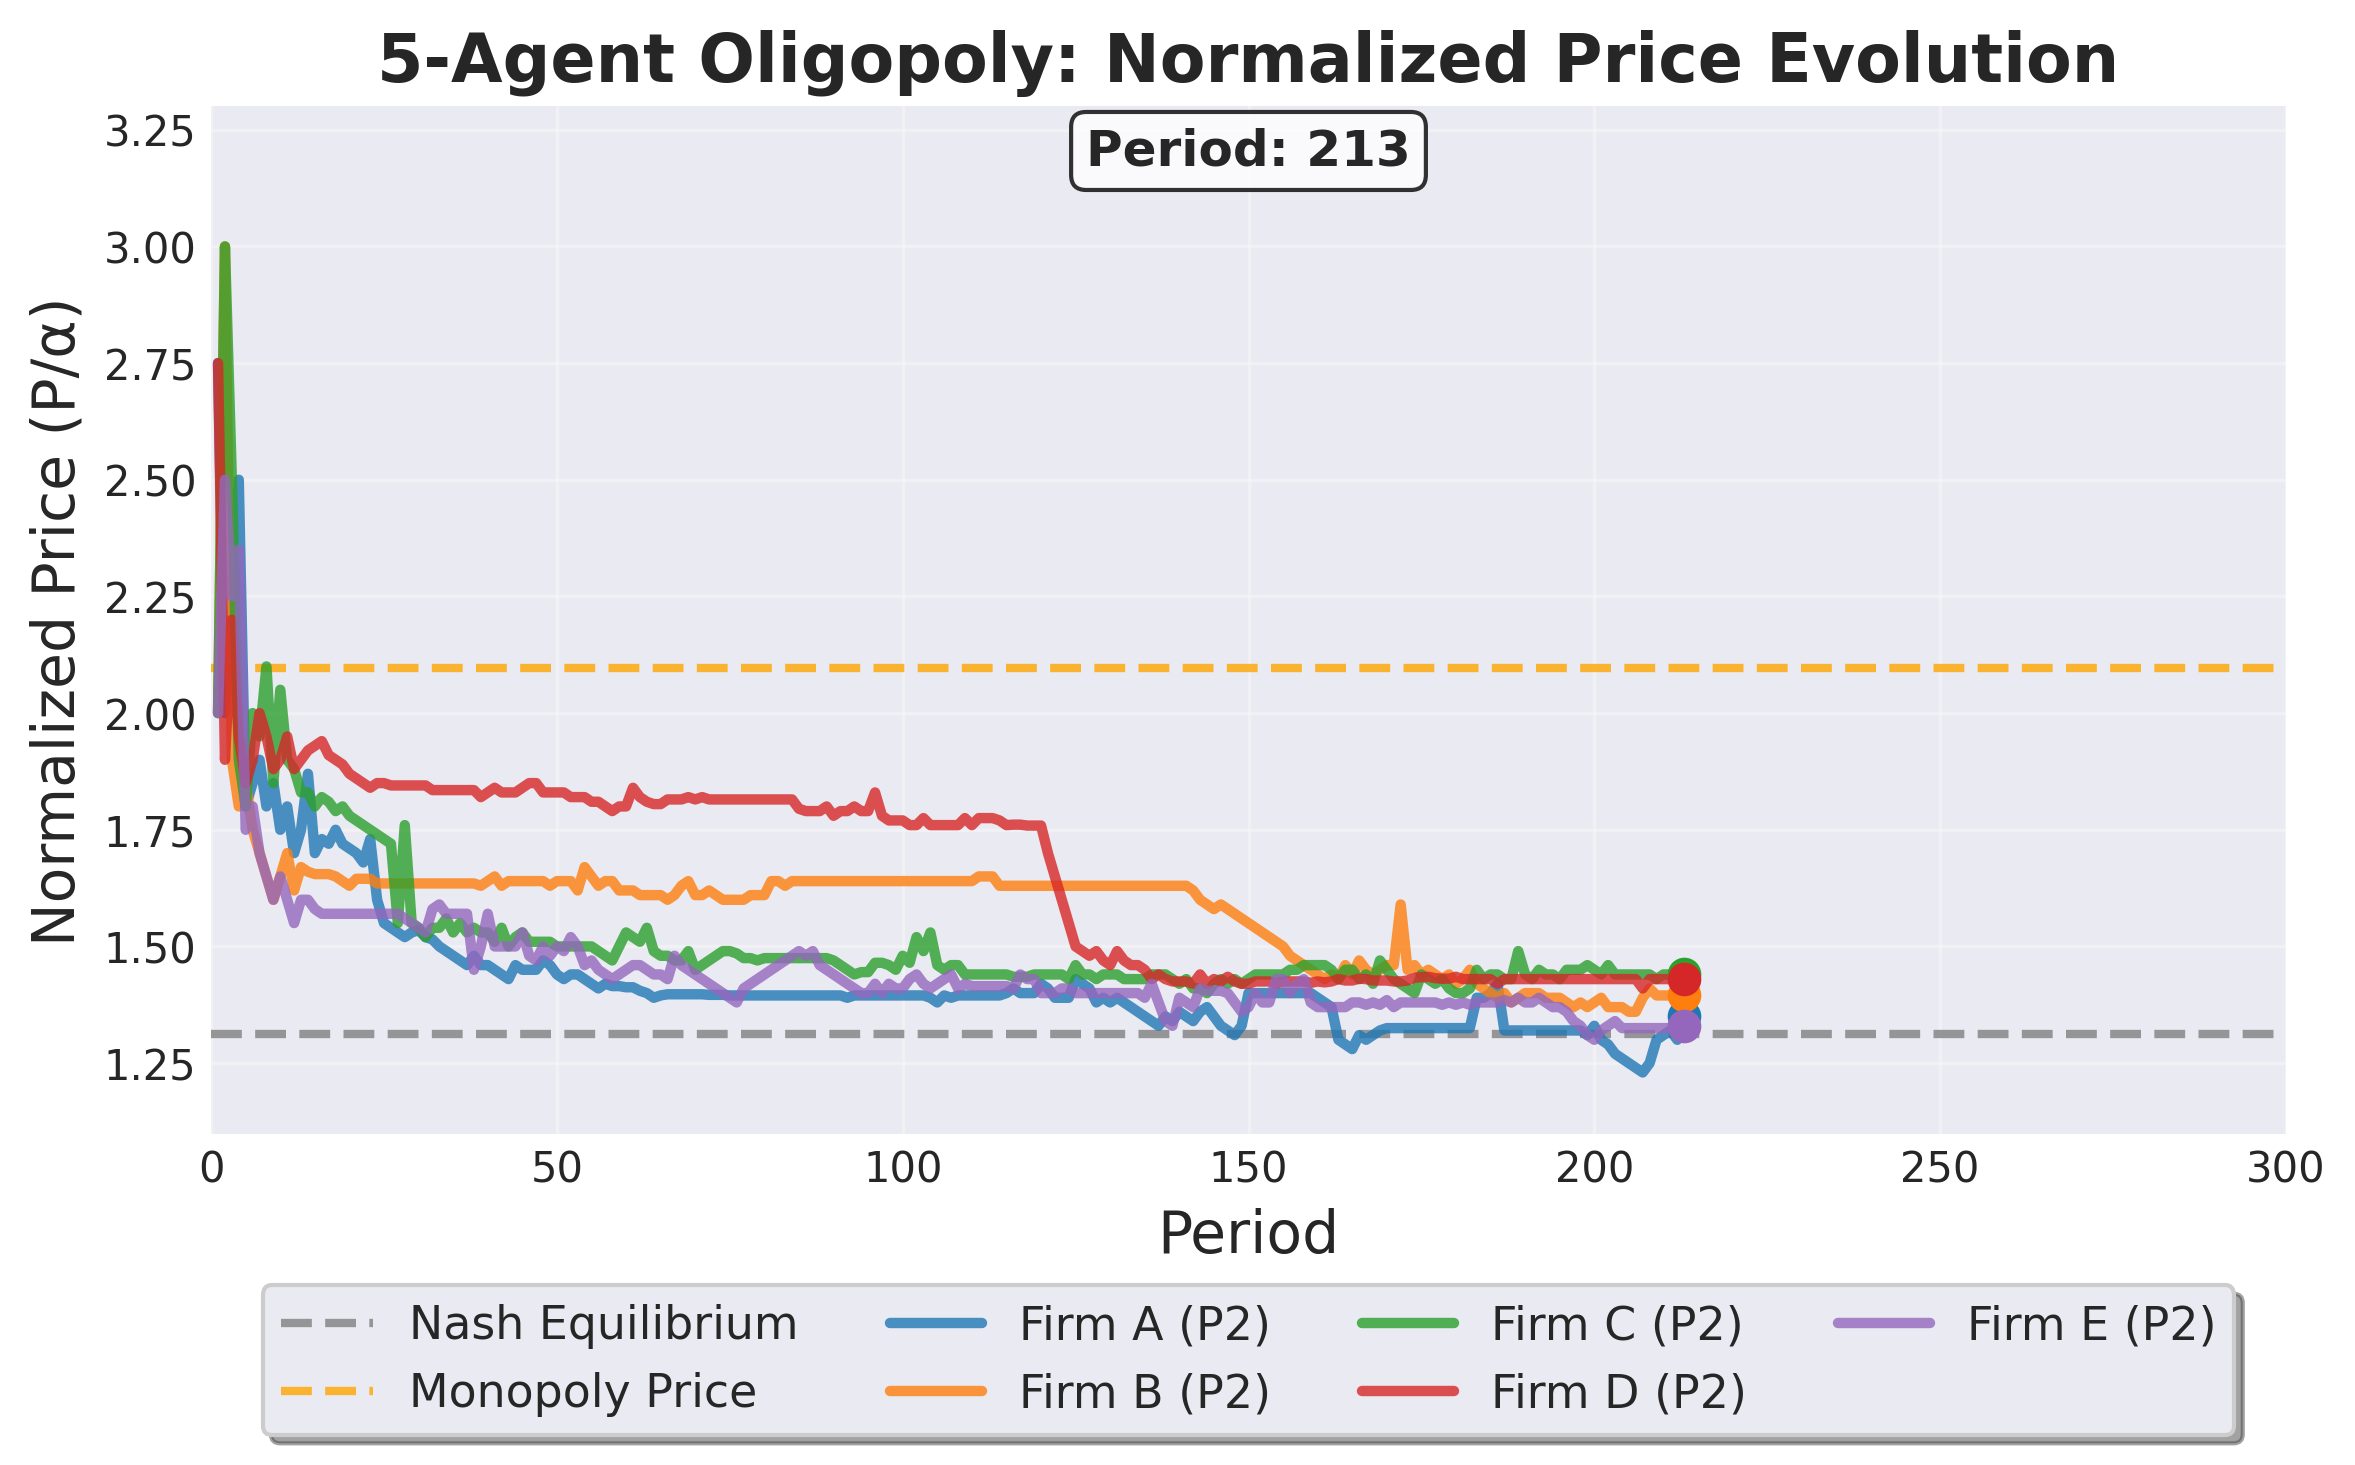 5-Agent Oligopoly: Normalized Price Evolution
Period: 213
Normalized Price (P/α)
3.25
3.00
2.75
2.50
2.25
2.00
1.75
1.50
1.25
0 50 100 150 200 250 300
Period
Nash Equilibrium Firm A (P2) Firm C (P2) Firm E (P2)
Monopoly Price Firm B (P2) Firm D (P2)